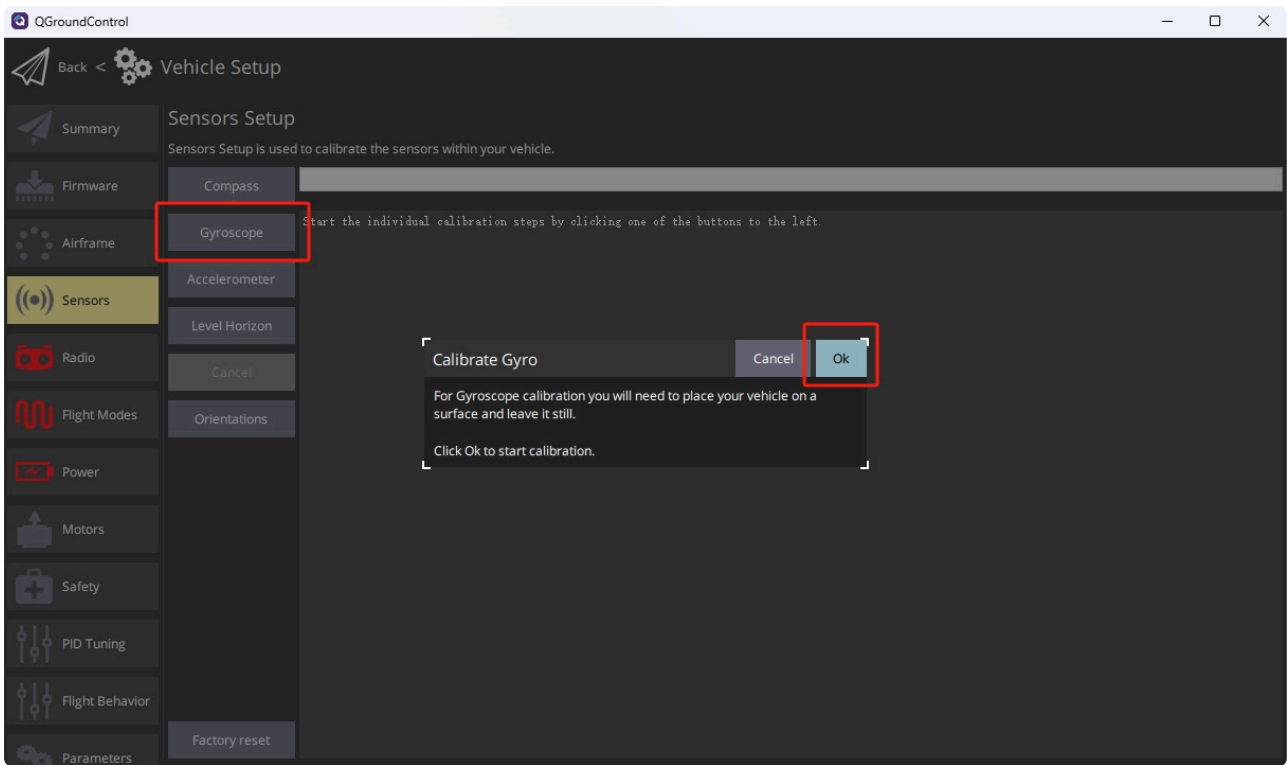 QGroundControl
Back < Vehicle Setup
Summary
Firmware
Airframe
Sensors
Radio
Flight Modes
Power
Motors
Safety
PID Tuning
Flight Behavior
Parameters
Sensors Setup
Sensors Setup is used to calibrate the sensors within your vehicle.
Compass
Gyroscope
Accelerometer
Level Horizon
Cancel
Orientations
Factory reset
Start the individual calibration steps by clicking one of the buttons to the left.
Calibrate Gyro
Cancel
Ok
For Gyroscope calibration you will need to place your vehicle on a
surface and leave it still.
Click Ok to start calibration.